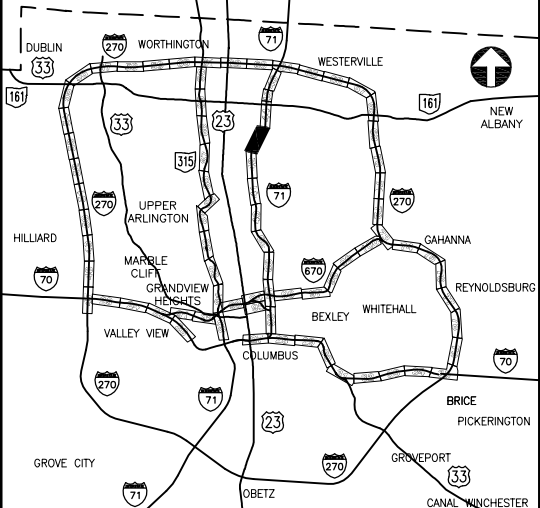 DUBLIN
33
270
WORTHINGTON
71
WESTERVILLE
161
33
23
161
NEW
ALBANY
315
270
UPPER
ARLINGTON
71
270
HILLIARD
GAHANNA
MARBLE
CLIFF
70
670
GRANDVIEW
HEIGHTS
REYNOLDSBURG
BEXLEY
WHITEHALL
VALLEY VIEW
COLUMBUS
70
270
71
BRICE
23
PICKERINGTON
GROVE CITY
270
GROVEPORT
33
71
OBETZ
CANAL WINCHESTER